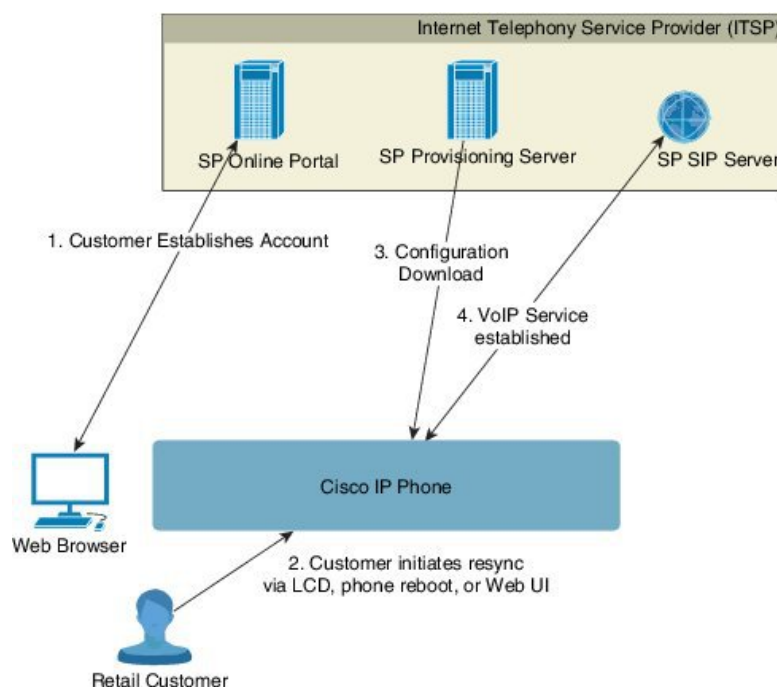 Internet Telephony Service Provider (ITSP)
SP Online Portal
SP Provisioning Server
SP SIP Server
1. Customer Establishes Account
3. Configuration
Download
4. VoIP Service
established
Cisco IP Phone
Web Browser
2. Customer initiates resync
via LCD, phone reboot, or Web UI
Retail Customer